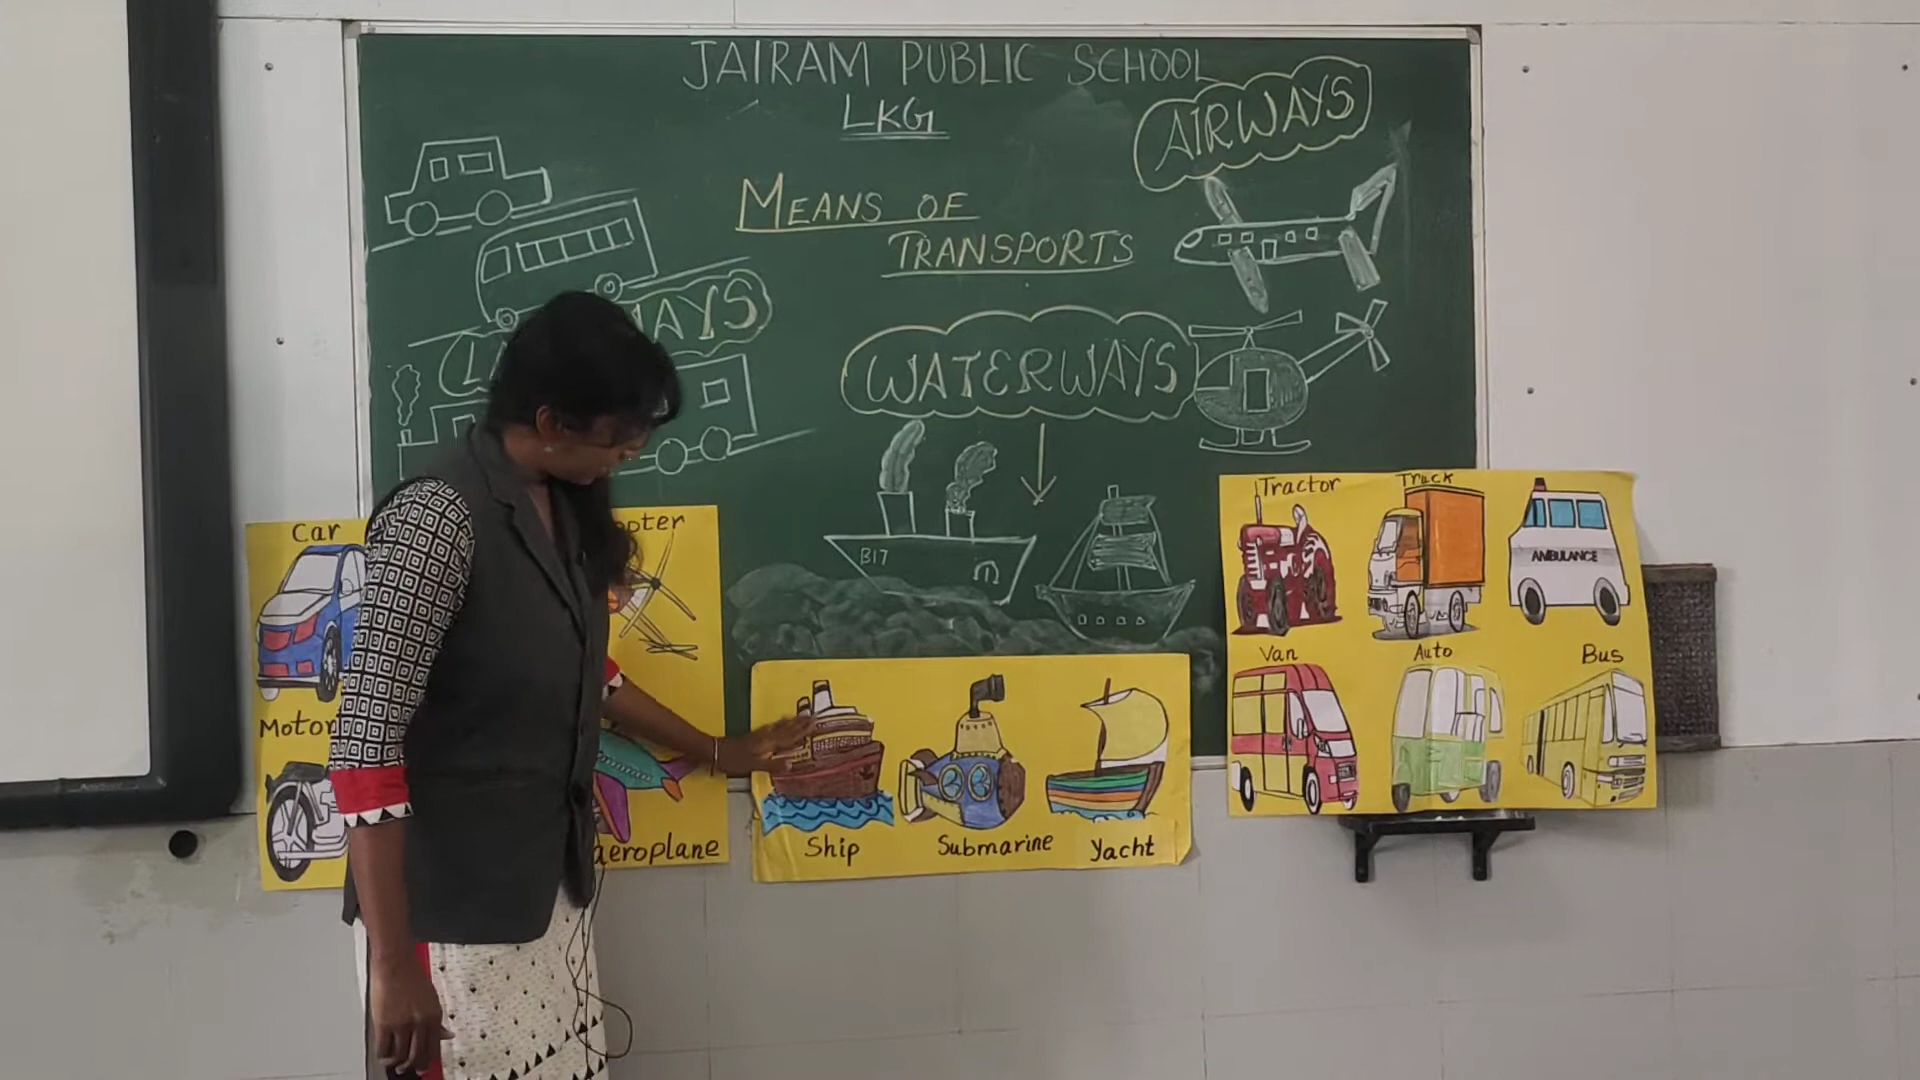 JAIRAM PUBLIC SCHOOL
LKG
AIRWAYS
MEANS OF
TRANSPORTS
WATERWAYS
BIT
Car
Motor
aeroplane
Ship
Submarine
Yacht
Tractor
Truck
AMBULANCE
Van
Auto
Bus